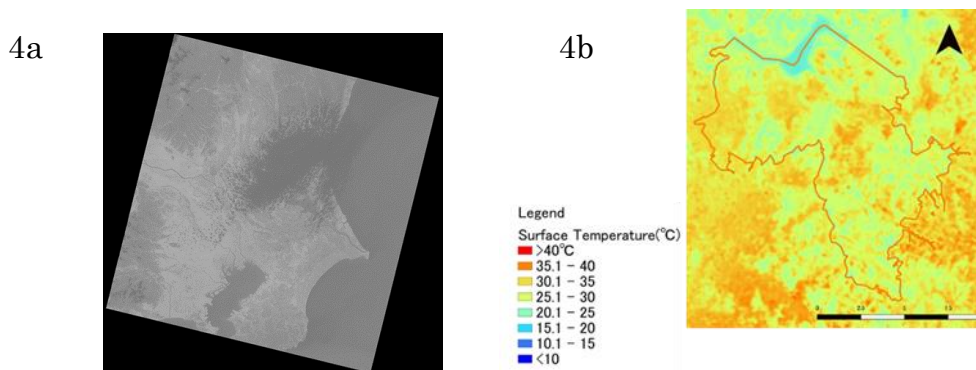 4a
4b
Legend
Surface Temperature(℃)
>40℃
35.1 - 40
30.1 - 35
25.1 - 30
20.1 - 25
15.1 - 20
10.1 - 15
<10